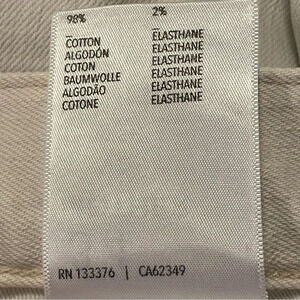 98% 2%
COTTON ELASTHANE
ALGODÓN ELASTHANE
COTON ELASTHANE
BAUMWOLLE ELASTHANE
ALGODÃO ELASTHANE
COTONE ELASTHANE
RN 133376 | CA62349